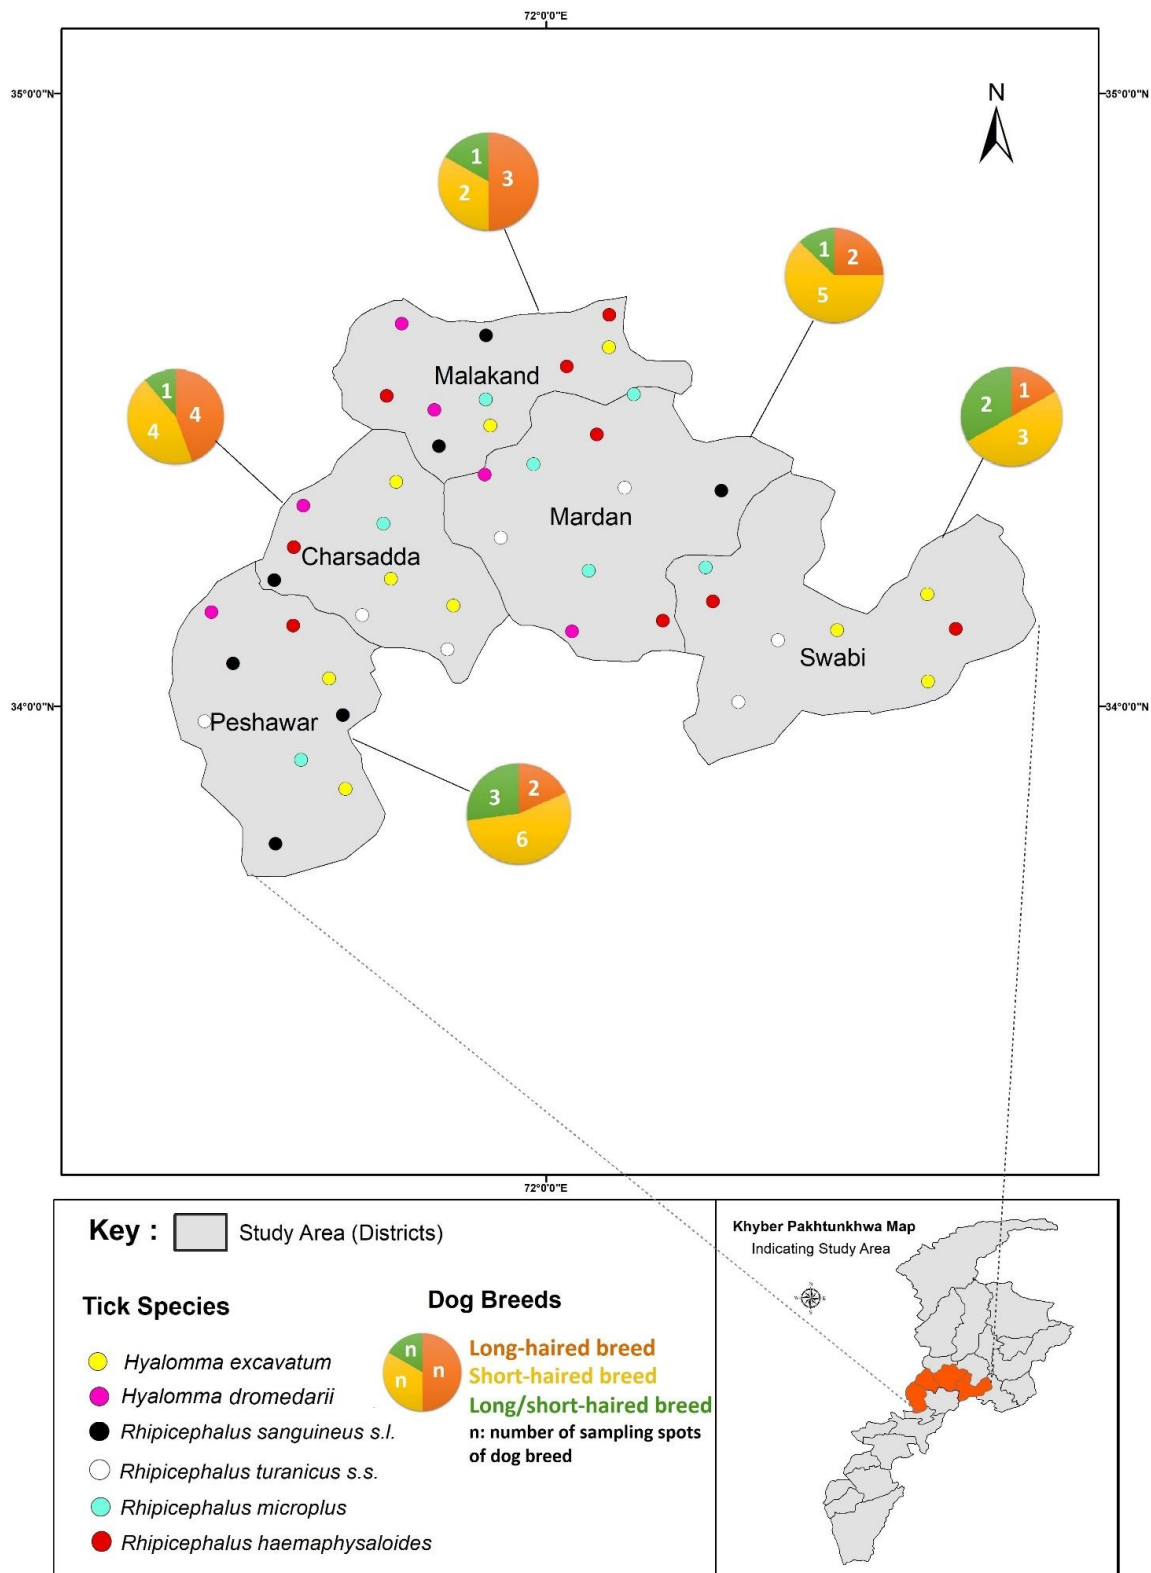 72°0'0"E
35°0'0"N
35°0'0"N
N
1
3
2
1
2
5
1
4
4
2
1
3
Malakand
Mardan
Charsadda
Swabi
34°0'0"N
34°0'0"N
Peshawar
3
2
6
72°0'0"E
Key :
Study Area (Districts)
Tick Species
Hyalomma excavatum
Hyalomma dromedarii
Rhipicephalus sanguineus s.l.
Rhipicephalus turanicus s.s.
Rhipicephalus microplus
Rhipicephalus haemaphysaloides
Dog Breeds
n
n
n
Long-haired breed
Short-haired breed
Long/short-haired breed
n: number of sampling spots
of dog breed
Khyber Pakhtunkhwa Map
Indicating Study Area
N
W
E
S